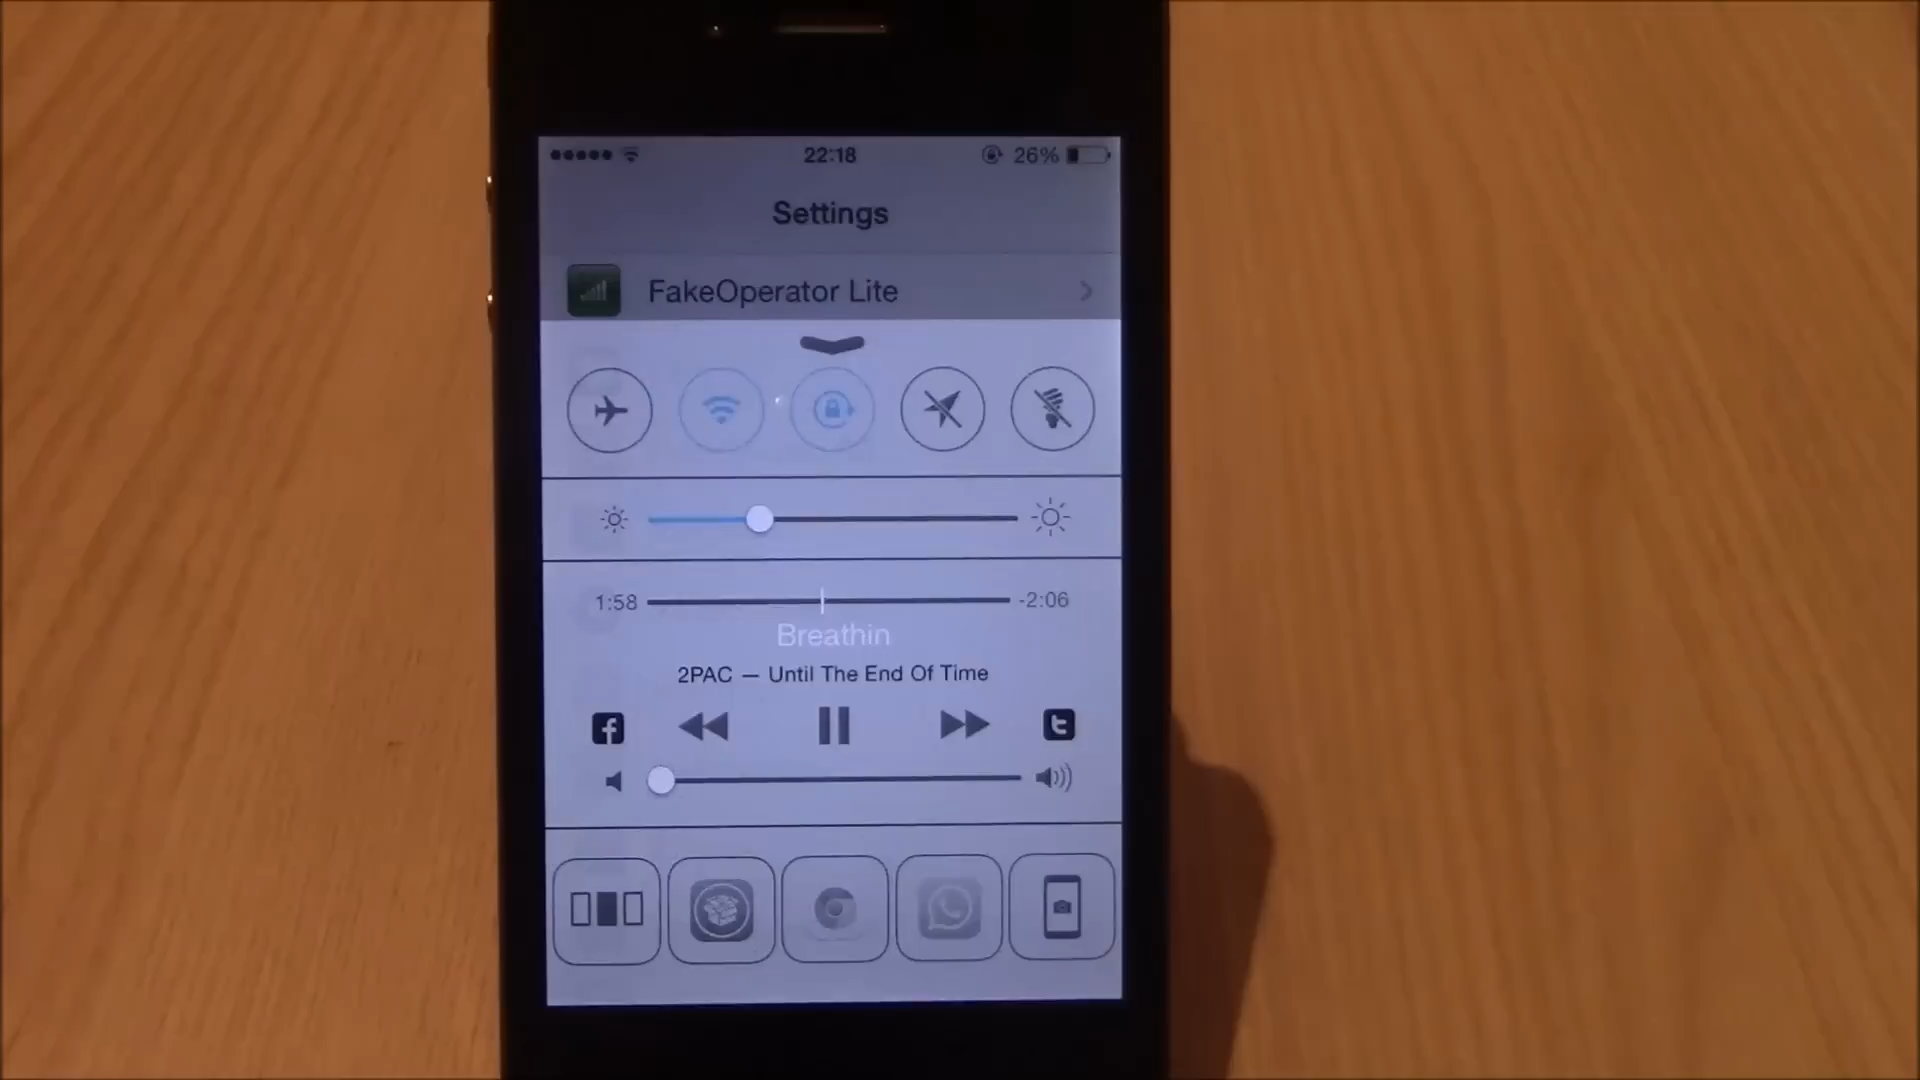 22:18
26%
Settings
FakeOperator Lite
1:58
-2:06
Breathin
2PAC — Until The End Of Time